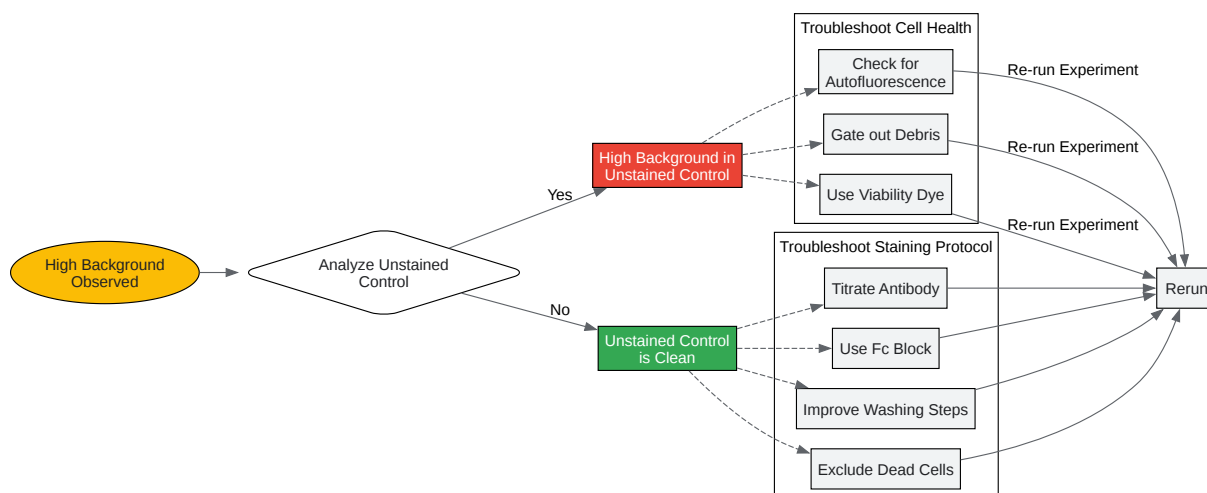 High Background
Observed
Analyze Unstained
Control
Yes
No
High Background in
Unstained Control
Unstained Control
is Clean
Troubleshoot Cell Health
Check for
Autofluorescence
Gate out Debris
Use Viability Dye
Re-run Experiment
Re-run Experiment
Re-run Experiment
Troubleshoot Staining Protocol
Titrate Antibody
Use Fc Block
Improve Washing Steps
Exclude Dead Cells
Rerun